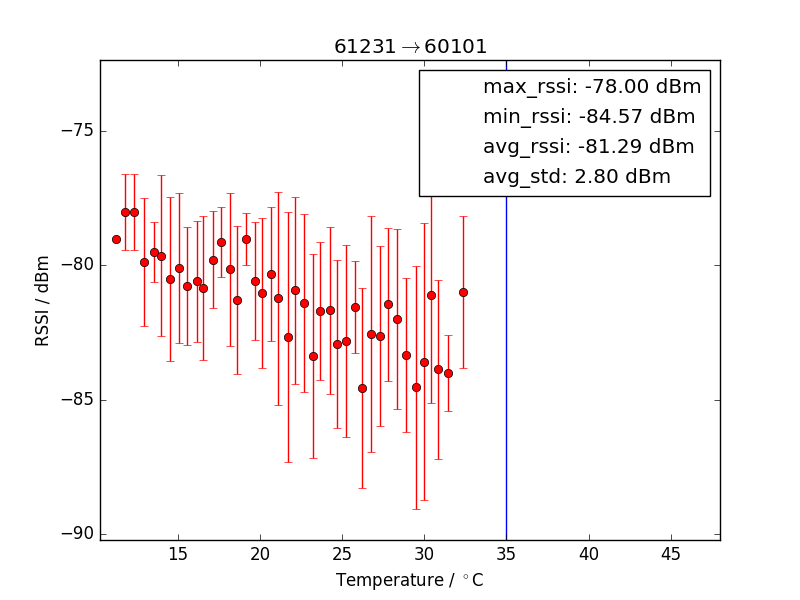 61231→60101
max_rssi: -78.00 dBm
min_rssi: -84.57 dBm
avg_rssi: -81.29 dBm
avg_std: 2.80 dBm
RSSI / dBm
−75
−80
−85
−90
15 20 25 30 35 40 45
Temperature / °C